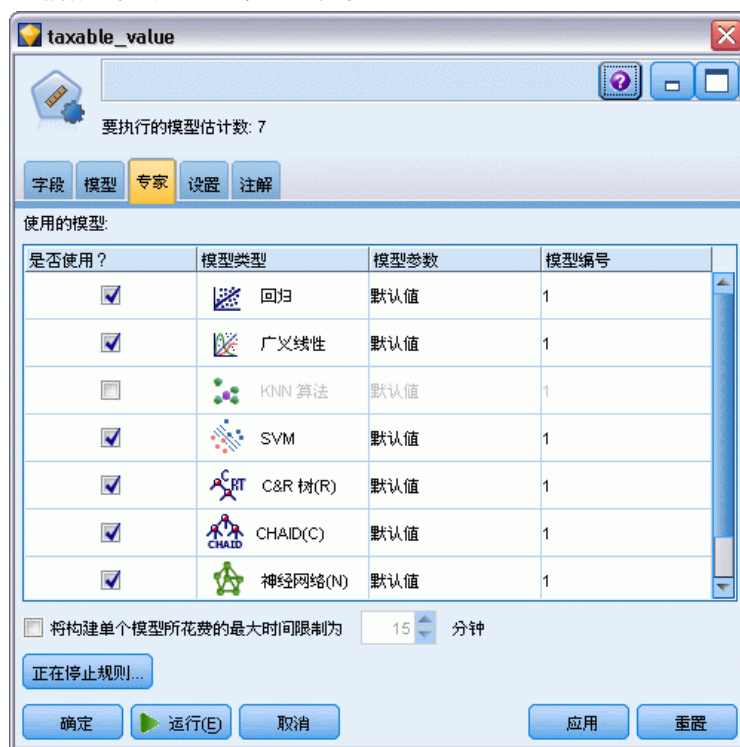 taxable_value
要执行的模型估计数: 7
字段 模型 专家 设置 注解
使用的模型:
是否使用？ 模型类型 模型参数 模型编号
回归 默认值 1
广义线性 默认值 1
KNN 算法 默认值 1
SVM 默认值 1
C&R 树(R) 默认值 1
CHAID CHAID(C) 默认值 1
神经网络(N) 默认值 1
将构建单个模型所花费的最大时间限制为 15 分钟
正在停止规则...
确定 运行(E) 取消 应用 重置